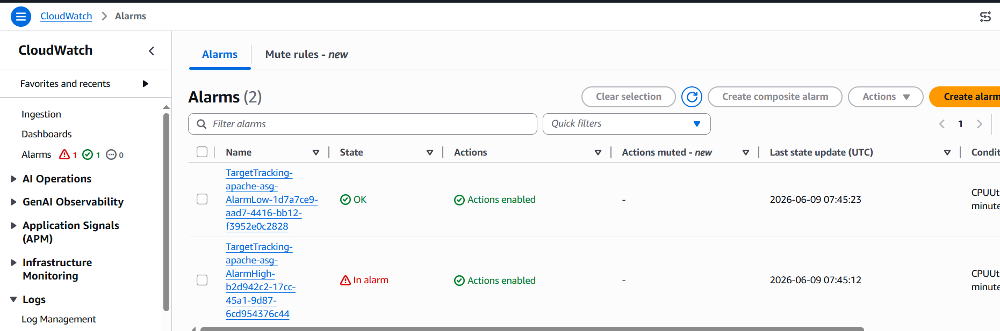 CloudWatch > Alarms
CloudWatch
Favorites and recents
Ingestion
Dashboards
Alarms 1 1 0
AI Operations
GenAI Observability
Application Signals
(APM)
Infrastructure
Monitoring
Logs
Log Management
Alarms
Mute rules - new
Alarms (2)
Clear selection
Create composite alarm
Actions
Create alarm
Filter alarms
Quick filters
1
Name
State
Actions
Actions muted - new
Last state update (UTC)
Condit
TargetTracking-
apache-asg-
AlarmLow-1d7a7ce9-
aad7-4416-bb12-
f3952e0c2828
OK
Actions enabled
-
2026-06-09 07:45:23
CPUUt
minute
TargetTracking-
apache-asg-
AlarmHigh-
b2d942c2-17cc-
45a1-9d87-
6cd954376c44
In alarm
Actions enabled
-
2026-06-09 07:45:12
CPUUt
minute